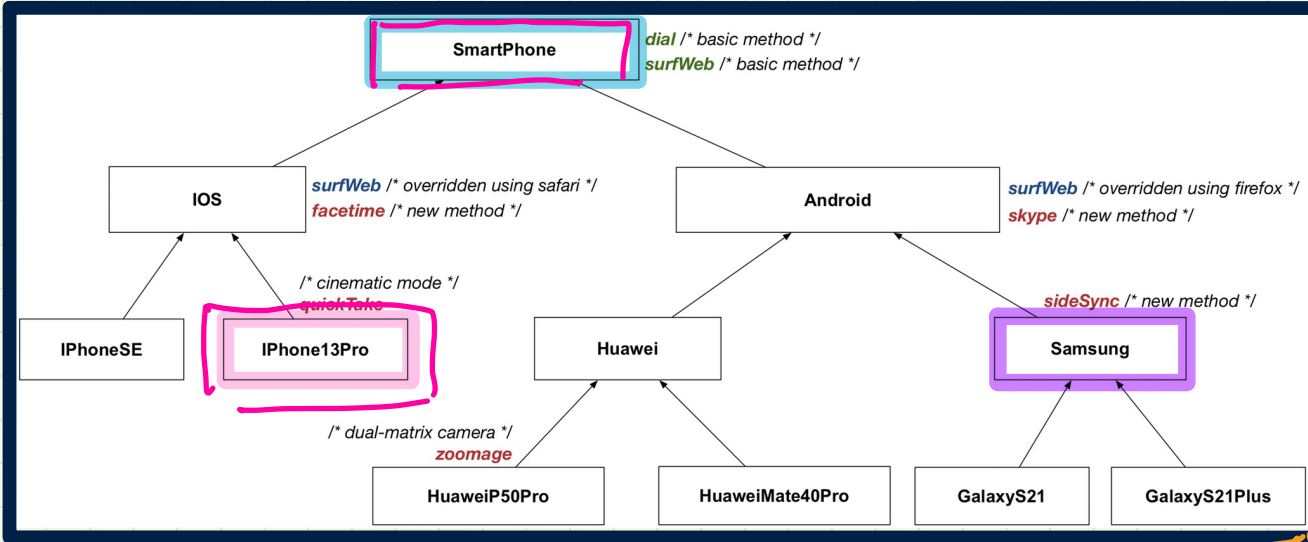 SmartPhone
dial /* basic method */
surfWeb /* basic method */
IOS
surfWeb /* overridden using safari */
facetime /* new method */
Android
surfWeb /* overridden using firefox */
skype /* new method */
/* cinematic mode */
quickTake
sideSync /* new method */
IPhoneSE
IPhone13Pro
Huawei
Samsung
/* dual-matrix camera */
zoomage
HuaweiP50Pro
HuaweiMate40Pro
GalaxyS21
GalaxyS21Plus